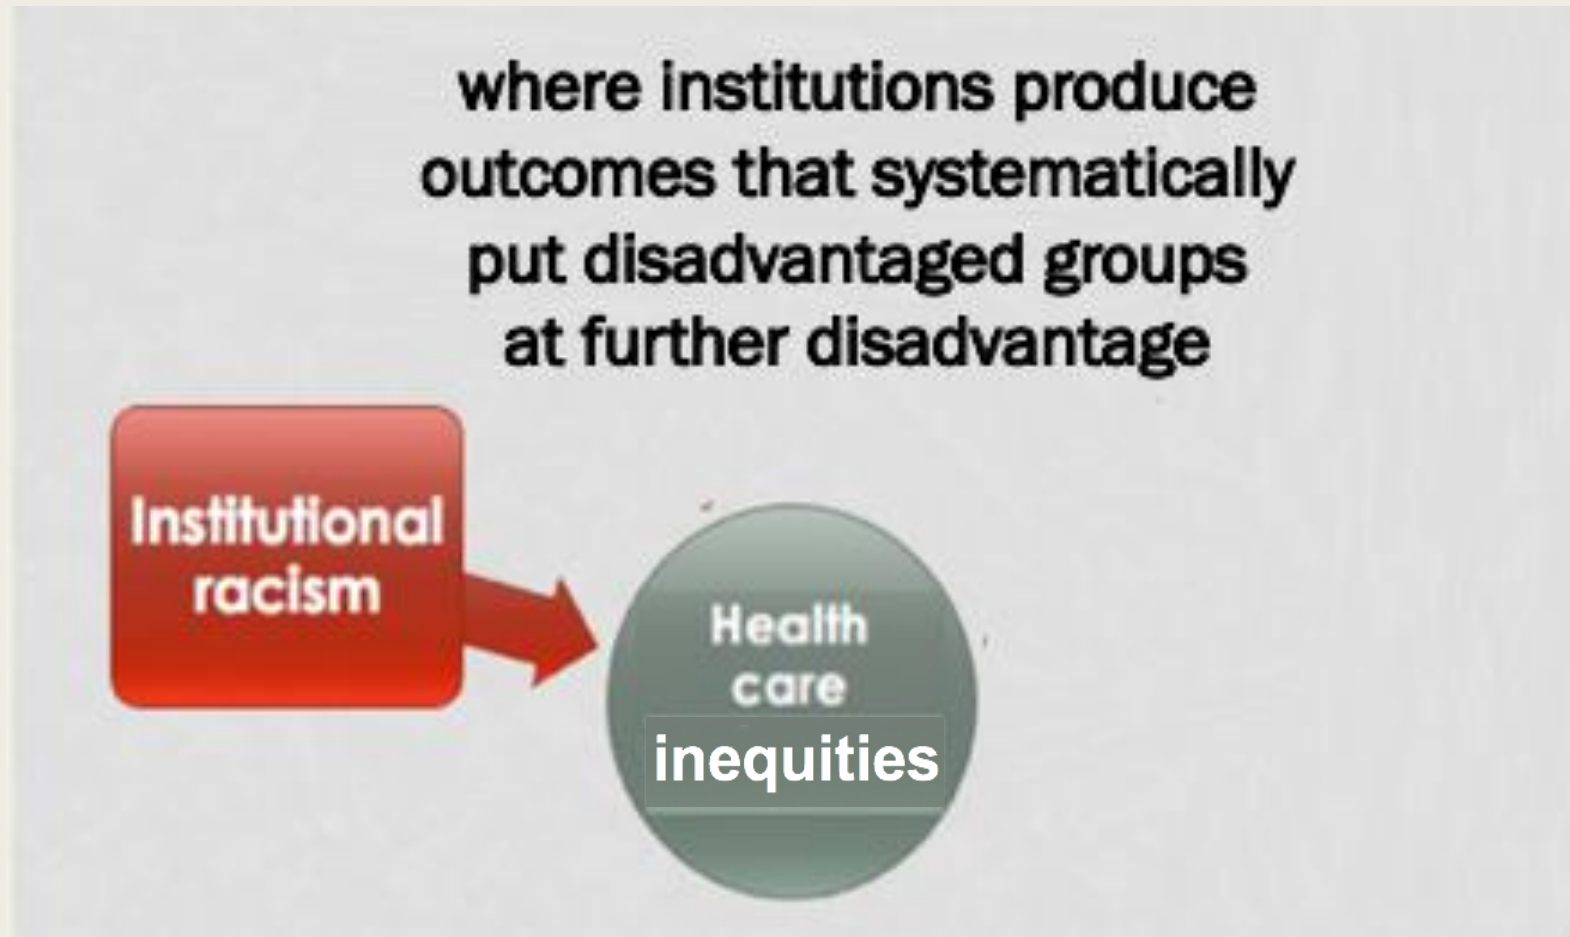 where institutions produce
outcomes that systematically
put disadvantaged groups
at further disadvantage
Institutional
racism
Health
care
inequities